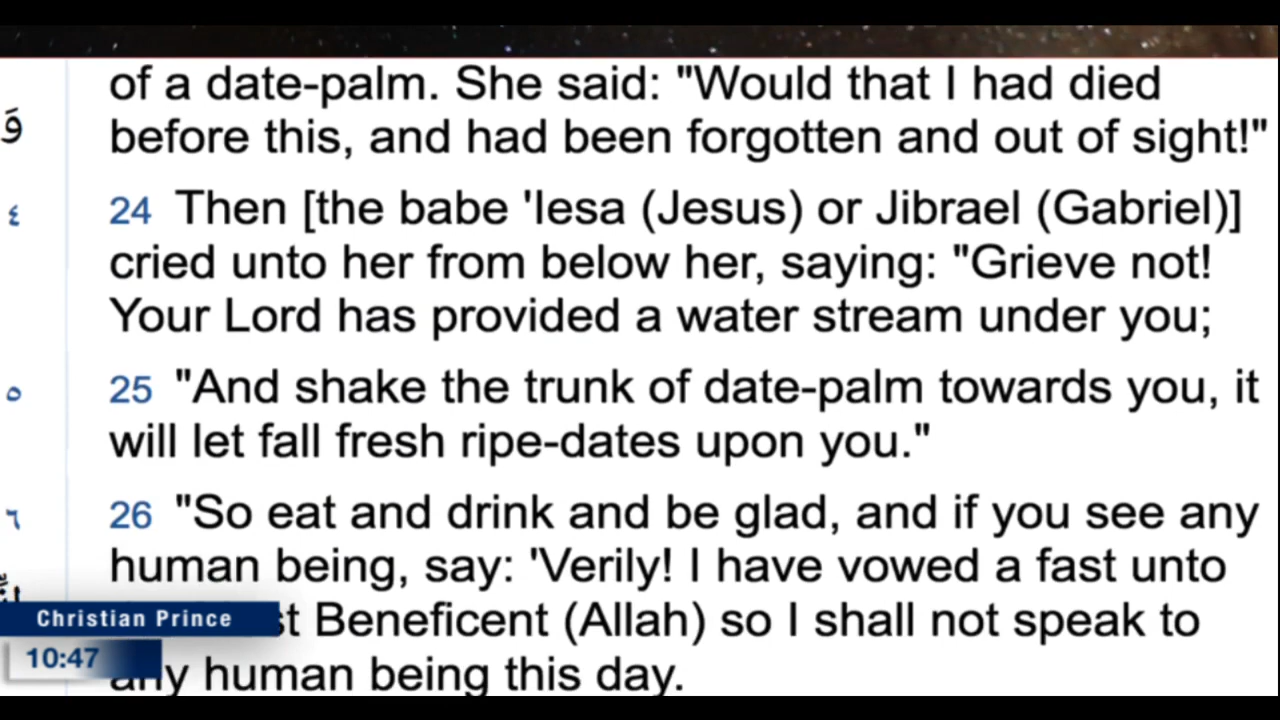 of a date-palm. She said: "Would that I had died
before this, and had been forgotten and out of sight!"
24 Then [the babe 'Iesa (Jesus) or Jibrael (Gabriel)]
cried unto her from below her, saying: "Grieve not!
Your Lord has provided a water stream under you;
25 "And shake the trunk of date-palm towards you, it
will let fall fresh ripe-dates upon you."
26 "So eat and drink and be glad, and if you see any
human being, say: 'Verily! I have vowed a fast unto
Beneficent (Allah) so I shall not speak to
any human being this day.
٤
٥
٦
Christian Prince
10:47